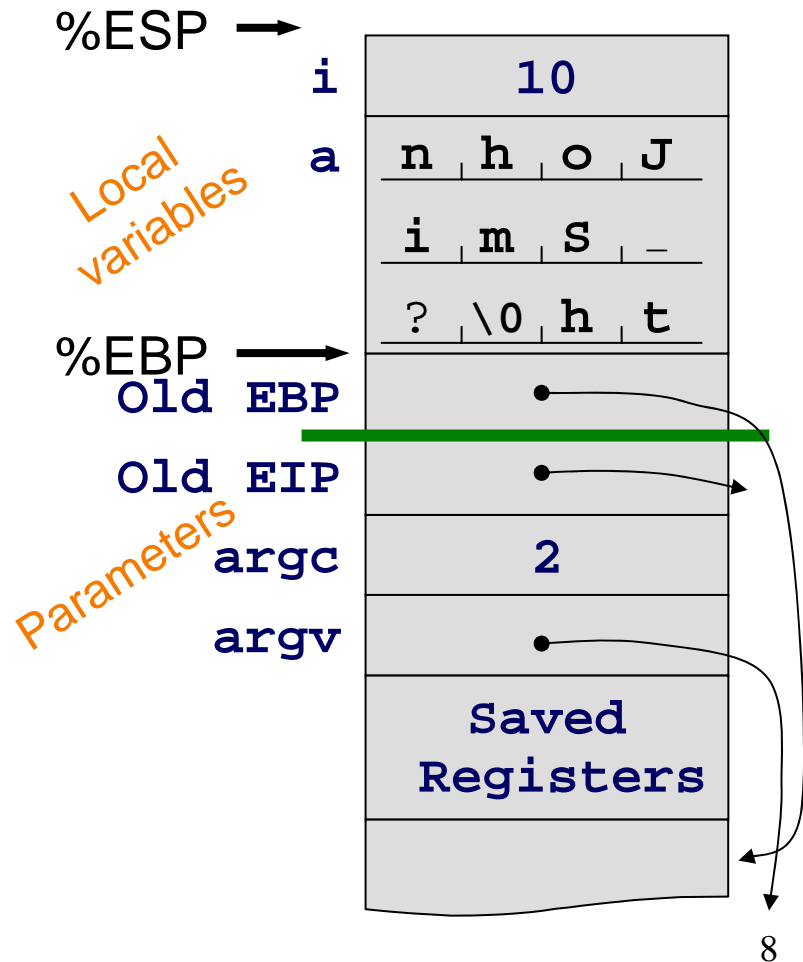 %ESP
i 10
Local variables
a n h o J
i m S _
? \0 h t
%EBP
Old EBP
Old EIP
Parameters
argc 2
argv
Saved
Registers
8